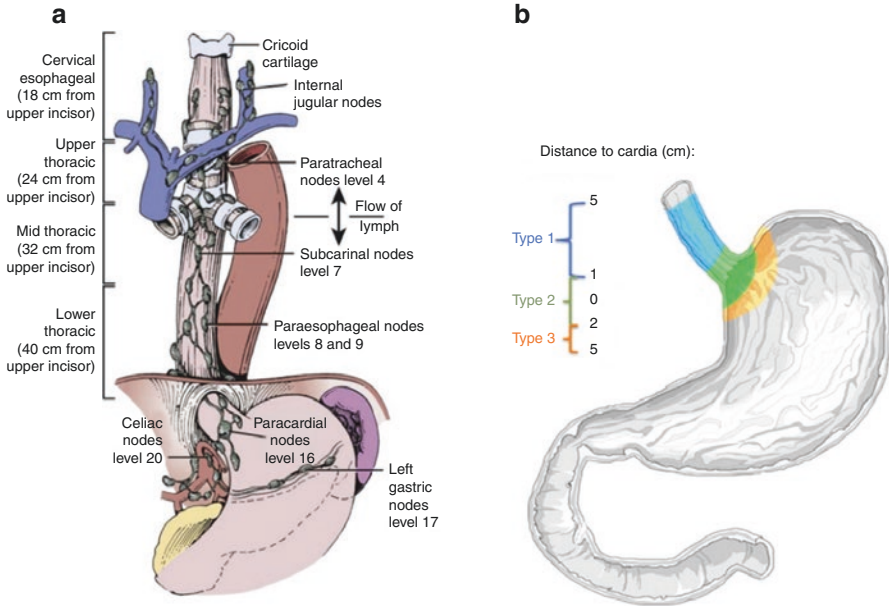 a
Cervical
esophageal
(18 cm from
upper incisor)
Upper
thoracic
(24 cm from
upper incisor)
Mid thoracic
(32 cm from
upper incisor)
Lower
thoracic
(40 cm from
upper incisor)
Cricoid
cartilage
Internal
jugular nodes
Paratracheal
nodes level 4
Flow of
lymph
Subcarinal nodes
level 7
Paraesophageal nodes
levels 8 and 9
Celiac
nodes
level 20
Paracardial
nodes
level 16
Left
gastric
nodes
level 17
b
Distance to cardia (cm):
5
Type 1
1
Type 2
0
2
Type 3
5